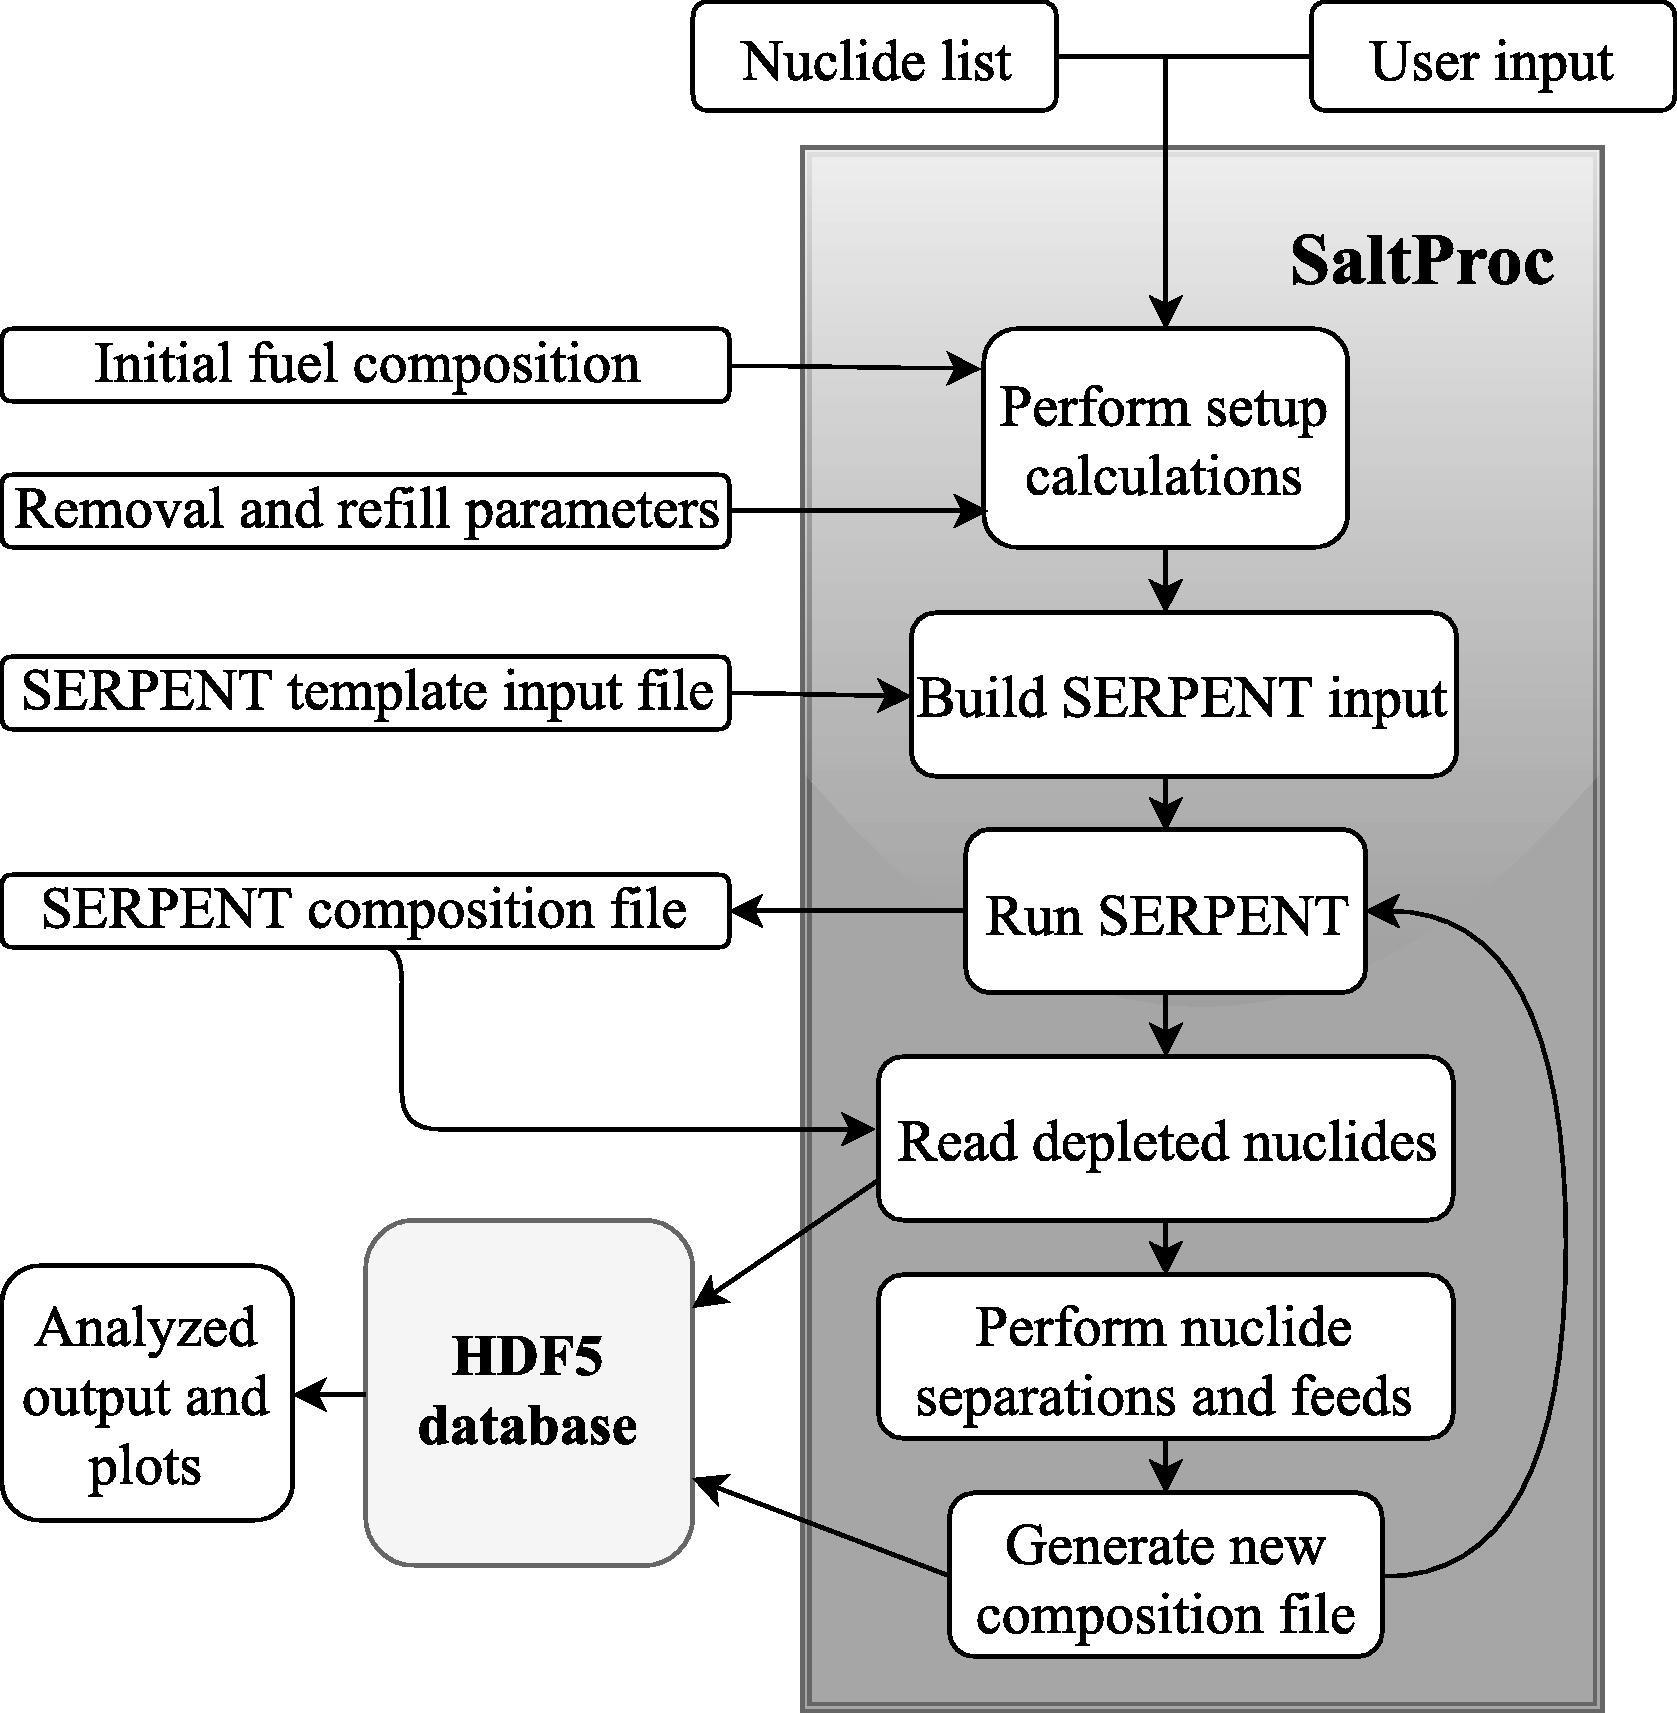 Nuclide list
User input
SaltProc
Initial fuel composition
Perform setup
calculations
Removal and refill parameters
SERPENT template input file
Build SERPENT input
SERPENT composition file
Run SERPENT
Read depleted nuclides
Analyzed
output and
plots
HDF5
database
Perform nuclide
separations and feeds
Generate new
composition file